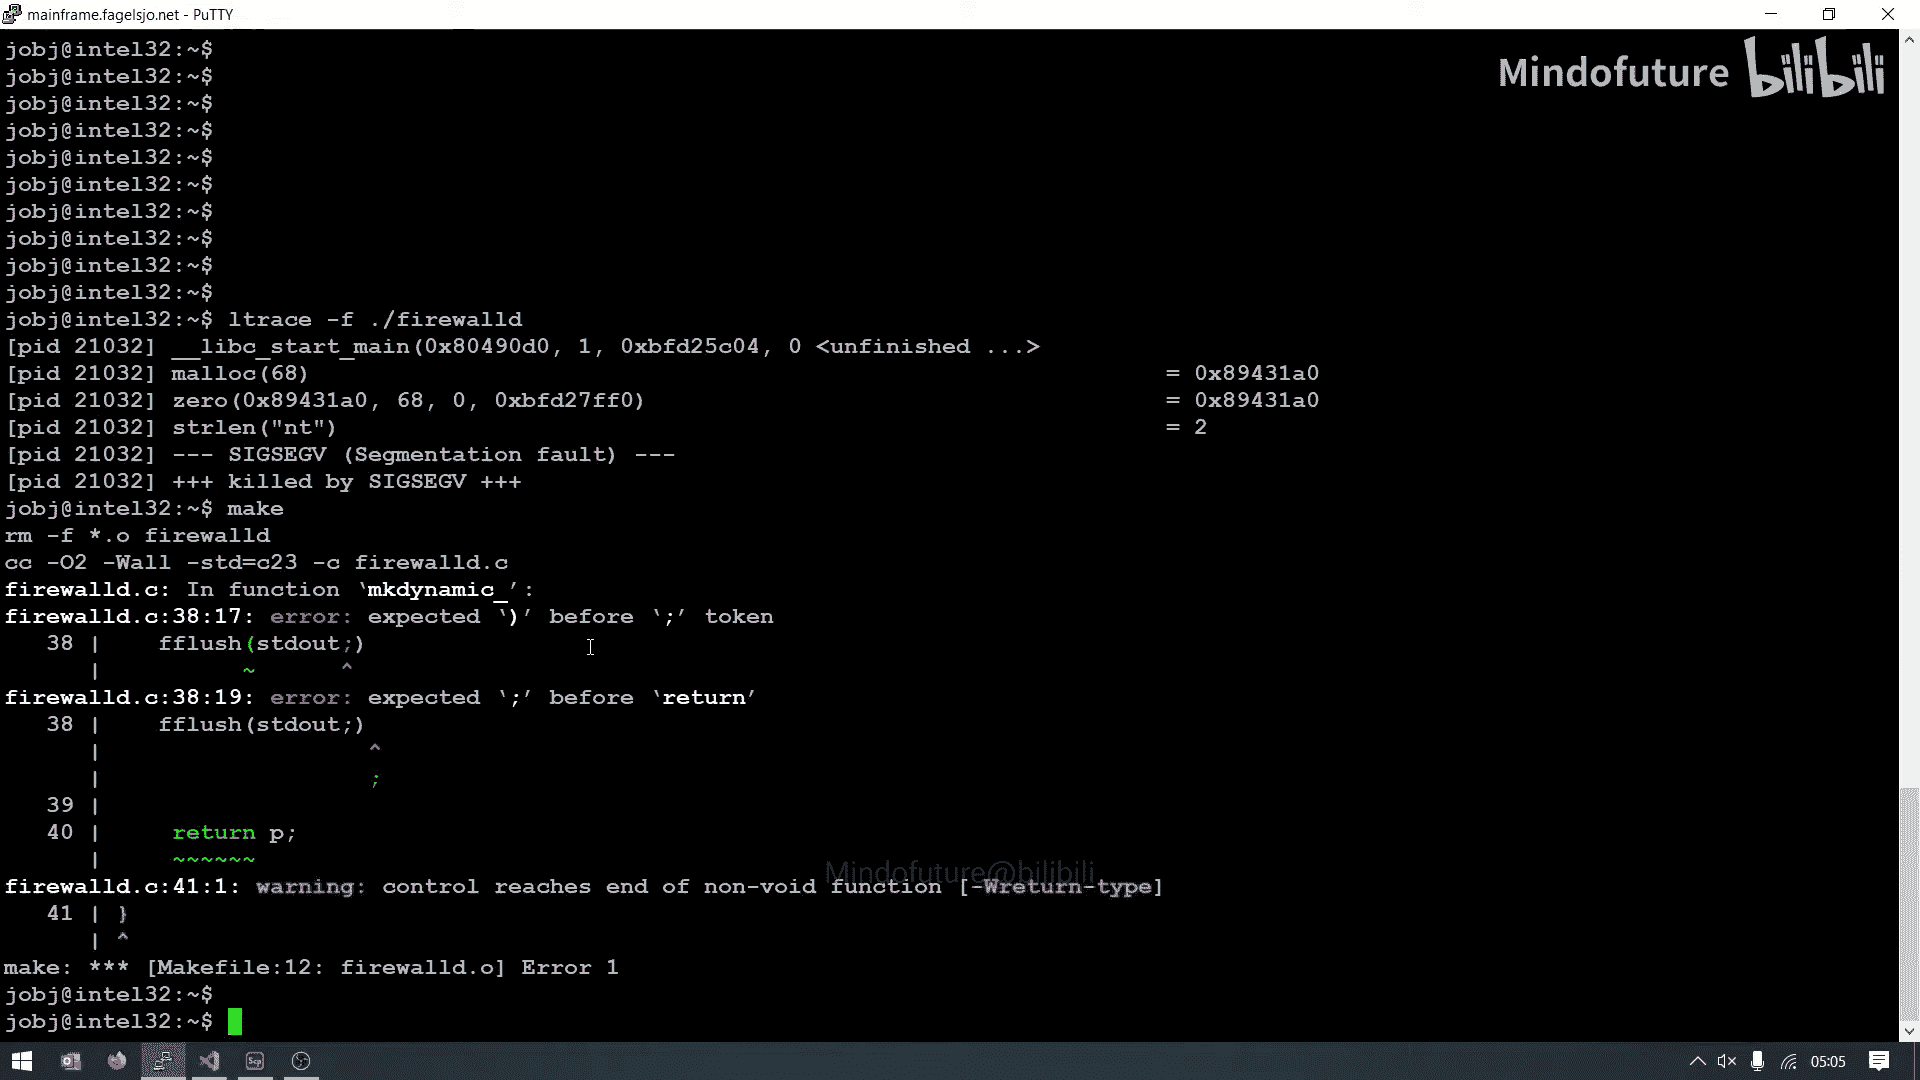 mainframe.fagelsjo.net - PuTTY
Mindofuture bilibili
jobj@intel32:~$
jobj@intel32:~$
jobj@intel32:~$
jobj@intel32:~$
jobj@intel32:~$
jobj@intel32:~$
jobj@intel32:~$
jobj@intel32:~$
jobj@intel32:~$
jobj@intel32:~$
jobj@intel32:~$ ltrace -f ./firewalld
[pid 21032] __libc_start_main(0x80490d0, 1, 0xbfd25c04, 0 <unfinished ...>
[pid 21032] malloc(68) = 0x89431a0
[pid 21032] zero(0x89431a0, 68, 0, 0xbfd27ff0) = 0x89431a0
[pid 21032] strlen("nt") = 2
[pid 21032] --- SIGSEGV (Segmentation fault) ---
[pid 21032] +++ killed by SIGSEGV +++
jobj@intel32:~$ make
rm -f *.o firewalld
cc -O2 -Wall -std=c23 -c firewalld.c
firewalld.c: In function ‘mkdynamic_’:
firewalld.c:38:17: error: expected ‘)’ before ‘;’ token
38 | fflush(stdout;)
| ~ ^
firewalld.c:38:19: error: expected ‘;’ before ‘return’
38 | fflush(stdout;)
| ^
| ;
39 |
40 | return p;
| ~~~~~~
Mindofuture@bilibili
firewalld.c:41:1: warning: control reaches end of non-void function [-Wreturn-type]
41 | }
| ^
make: *** [Makefile:12: firewalld.o] Error 1
jobj@intel32:~$
jobj@intel32:~$
05:05